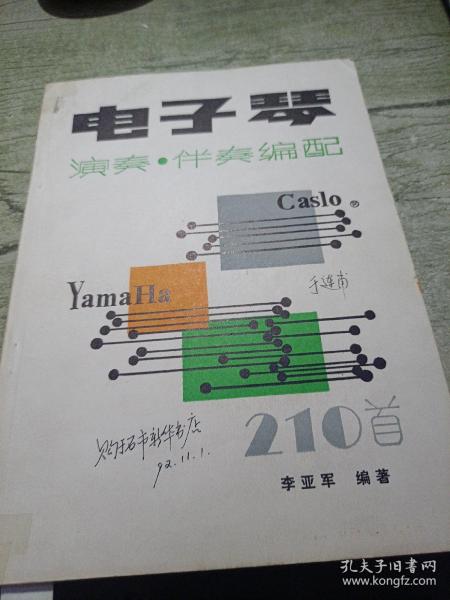 电子琴
演奏·伴奏编配
Caslo®
YamaHa
于连甫
购于石市新华书店
92.11.1.
210首
李亚军 编著
孔夫子旧书网
www.kongfz.com